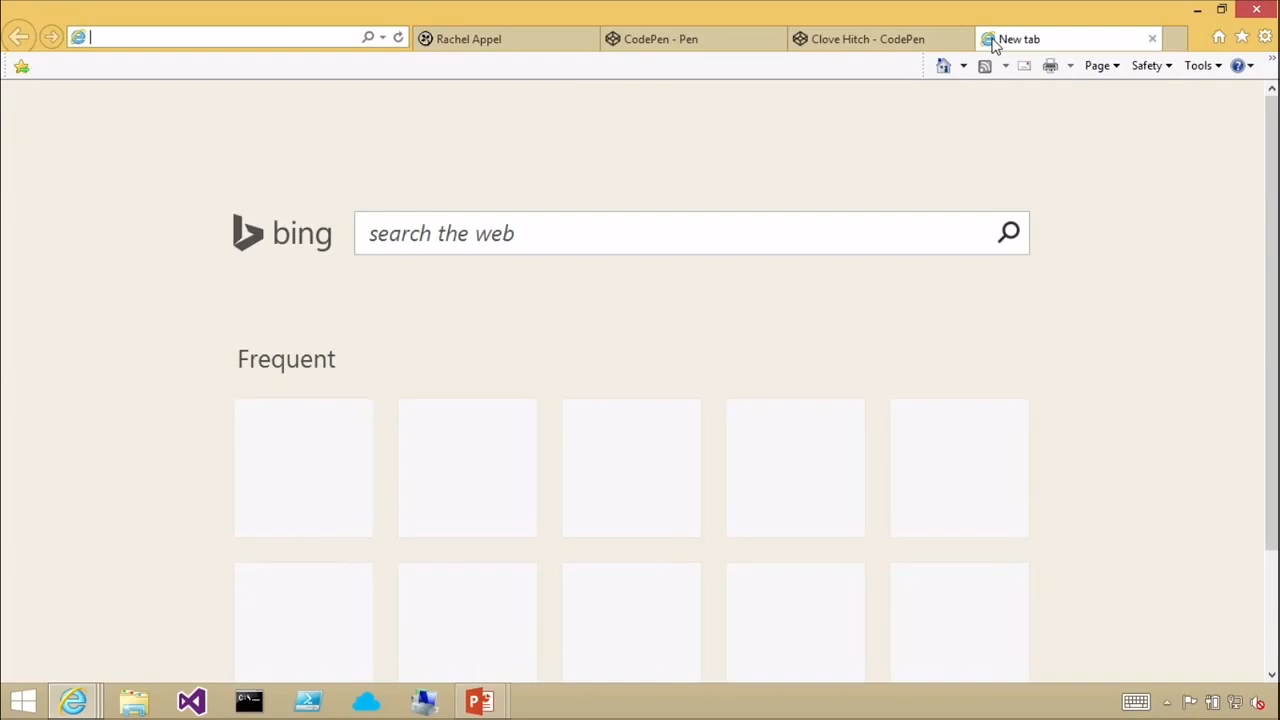 Rachel Appel
CodePen - Pen
Clove Hitch - CodePen
New tab
Page
Safety
Tools
bing
search the web
Frequent